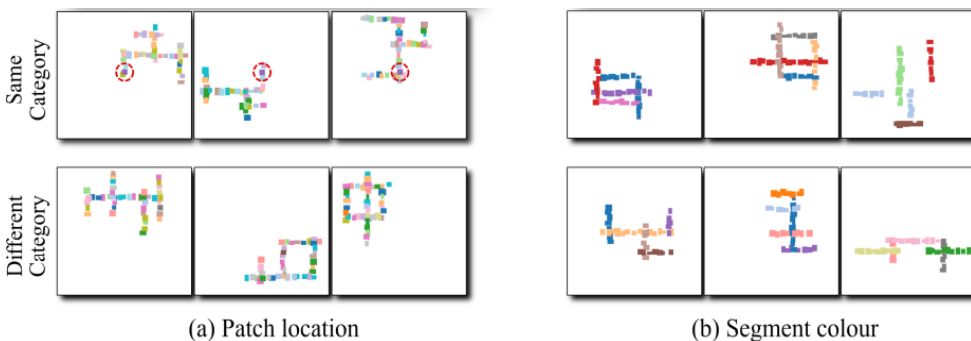 Same
Category
Different
Category
(a) Patch location
(b) Segment colour